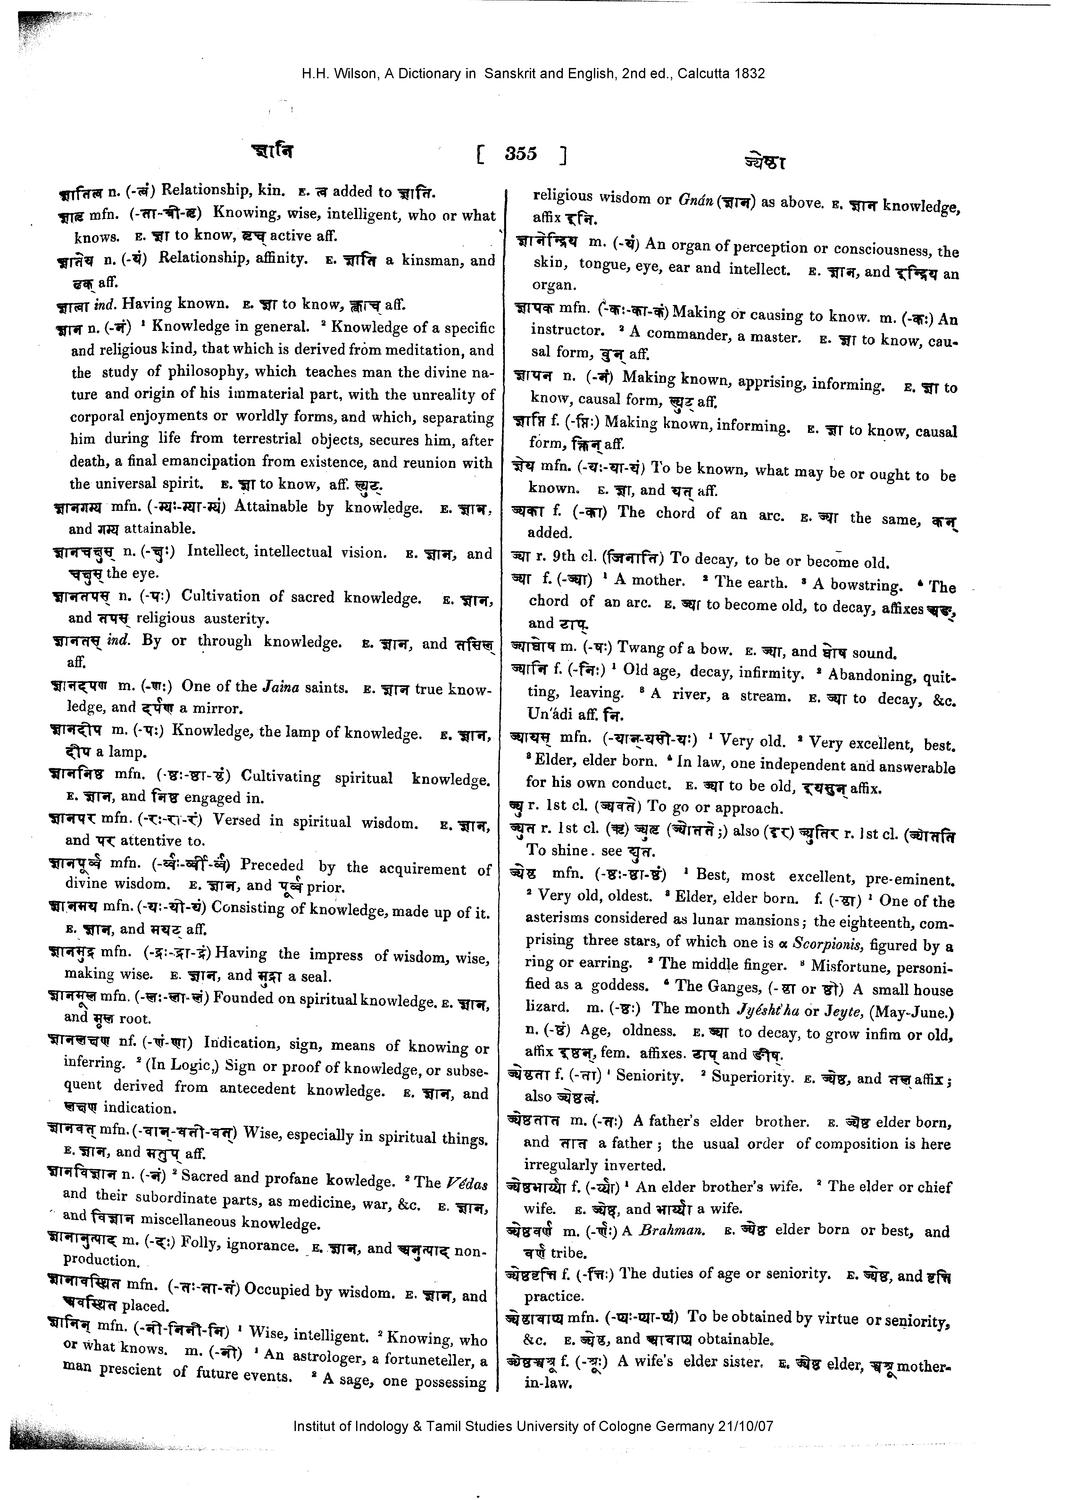 H.H. Wilson, A Dictionary in Sanskrit and English, 2nd ed., Calcutta 1832
ज्ञानि
[ 355 ]
ज्येष्ठा
ज्ञातित्व n. (-त्वं) Relationship, kin. E. त्व added to ज्ञाति.
ज्ञातृ mfn. (-ता-त्री-तृ) Knowing, wise, intelligent, who or what
knows. E. ज्ञा to know, तृच् active aff.
ज्ञातेय n. (-यं) Relationship, affinity. E. ज्ञाति a kinsman, and
ढक् aff.
ज्ञात्वा ind. Having known. E. ज्ञा to know, क्त्वाच् aff.
ज्ञान n. (-नं) ¹ Knowledge in general. ² Knowledge of a specific
and religious kind, that which is derived from meditation, and
the study of philosophy, which teaches man the divine na-
ture and origin of his immaterial part, with the unreality of
corporal enjoyments or worldly forms, and which, separating
him during life from terrestrial objects, secures him, after
death, a final emancipation from existence, and reunion with
the universal spirit. E. ज्ञा to know, aff. ल्युट्.
ज्ञानगम्य mfn. (-म्यः-म्या-म्यं) Attainable by knowledge. E. ज्ञान,
and गम्य attainable.
ज्ञानचक्षुस् n. (-क्षुः) Intellect, intellectual vision. E. ज्ञान, and
चक्षुस् the eye.
ज्ञानतपस् n. (-पः) Cultivation of sacred knowledge. E. ज्ञान,
and तपस् religious austerity.
ज्ञानतस् ind. By or through knowledge. E. ज्ञान, and तसिल्
aff.
ज्ञानदर्पण m. (-णः) One of the Jaina saints. E. ज्ञान true know-
ledge, and दर्पण a mirror.
ज्ञानदीप m. (-पः) Knowledge, the lamp of knowledge. E. ज्ञान,
दीप a lamp.
ज्ञाननिष्ठ mfn. (-ष्ठः-ष्ठा-ष्ठं) Cultivating spiritual knowledge.
E. ज्ञान, and निष्ठ engaged in.
ज्ञानपर mfn. (-रः-रा-रं) Versed in spiritual wisdom. E. ज्ञान,
and पर attentive to.
ज्ञानपूर्व्व mfn. (-र्व्वः-र्व्वी-र्व्वं) Preceded by the acquirement of
divine wisdom. E. ज्ञान, and पूर्व्व prior.
ज्ञानमय mfn. (-यः-यी-यं) Consisting of knowledge, made up of it.
E. ज्ञान, and मयट् aff.
ज्ञानमुद्र mfn. (-द्रः-द्रा-द्रं) Having the impress of wisdom, wise,
making wise. E. ज्ञान, and मुद्रा a seal.
ज्ञानमूल mfn. (-लः-ला-लं) Founded on spiritual knowledge. E. ज्ञान,
and मूल root.
ज्ञानलक्षण nf. (-णं-णा) Indication, sign, means of knowing or
inferring. ² (In Logic,) Sign or proof of knowledge, or subse-
quent derived from antecedent knowledge. E. ज्ञान, and
लक्षण indication.
ज्ञानवत् mfn. (-वान्-वती-वत्) Wise, especially in spiritual things.
E. ज्ञान, and मतुप् aff.
ज्ञानविज्ञान n. (-नं) ² Sacred and profane kowledge. ² The Védas
and their subordinate parts, as medicine, war, &c. E. ज्ञान,
and विज्ञान miscellaneous knowledge.
ज्ञानानुत्पाद m. (-दः) Folly, ignorance. E. ज्ञान, and अनुत्पाद non-
production.
ज्ञानावस्थित mfn. (-तः-ता-तं) Occupied by wisdom. E. ज्ञान, and
अवस्थित placed.
ज्ञानिन् mfn. (-नी-निनी-नि) ¹ Wise, intelligent. ² Knowing, who
or what knows. m. (-नी) ¹ An astrologer, a fortuneteller, a
man prescient of future events. ² A sage, one possessing
religious wisdom or Gnán (ज्ञान) as above. E. ज्ञान knowledge,
affix इनि.
ज्ञानेन्द्रिय m. (-यं) An organ of perception or consciousness, the
skin, tongue, eye, ear and intellect. E. ज्ञान, and इन्द्रिय an
organ.
ज्ञापक mfn. (-कः-का-कं) Making or causing to know. m. (-कः) An
instructor. ² A commander, a master. E. ज्ञा to know, cau-
sal form, वुन् aff.
ज्ञापन n. (-नं) Making known, apprising, informing. E. ज्ञा to
know, causal form, ल्युट् aff.
ज्ञाप्ति f. (-प्तिः) Making known, informing. E. ज्ञा to know, causal
form, क्तिन् aff.
ज्ञेय mfn. (-यः-या-यं) To be known, what may be or ought to be
known. E. ज्ञा, and यत् aff.
ज्यका f. (-का) The chord of an arc. E. ज्या the same, कन्
added.
ज्या r. 9th cl. (जिनाति) To decay, to be or become old.
ज्या f. (-ज्या) ¹ A mother. ² The earth. ³ A bowstring. ⁴ The
chord of an arc. E. ज्या to become old, to decay, affixes अङ्,
and टाप्.
ज्याघोष m. (-षः) Twang of a bow. E. ज्या, and घोष sound.
ज्यानि f. (-निः) ¹ Old age, decay, infirmity. ² Abandoning, quit-
ting, leaving. ³ A river, a stream. E. ज्या to decay, &c.
Un'ádi aff. नि.
ज्यायस् mfn. (-यान्-यसी-यः) ¹ Very old. ² Very excellent, best.
³ Elder, elder born. ⁴ In law, one independent and answerable
for his own conduct. E. ज्या to be old, इयसुन् affix.
ज्यु r. 1st cl. (ज्यवते) To go or approach.
ज्युत r. 1st cl. (ऋ) ज्युतृ (ज्योतते;) also (इर) ज्युतिर r. 1st cl. (ज्योतति
To shine. see द्युत.
ज्येष्ठ mfn. (-ष्ठः-ष्ठा-ष्ठं) ¹ Best, most excellent, pre-eminent.
² Very old, oldest. ³ Elder, elder born. f. (-ष्ठा) ¹ One of the
asterisms considered as lunar mansions; the eighteenth, com-
prising three stars, of which one is α Scorpionis, figured by a
ring or earring. ² The middle finger. ³ Misfortune, personi-
fied as a goddess. ⁴ The Ganges, (-ष्ठा or ष्ठी) A small house
lizard. m. (-ष्ठः) The month Jyésht'ha or Jeyte, (May-June.)
n. (-ष्ठं) Age, oldness. E. ज्या to decay, to grow infim or old,
affix इष्ठन्, fem. affixes. टाप् and ङीष्.
ज्येष्ठता f. (-ता) ¹ Seniority. ² Superiority. E. ज्येष्ठ, and तल् affix;
also ज्येष्ठत्वं.
ज्येष्ठतात m. (-तः) A father's elder brother. E. ज्येष्ठ elder born,
and तात a father; the usual order of composition is here
irregularly inverted.
ज्येष्ठभार्य्या f. (-र्य्या) ¹ An elder brother's wife. ² The elder or chief
wife. E. ज्येष्ठ, and भार्य्या a wife.
ज्येष्ठवर्ण m. (-र्णः) A Brahman. E. ज्येष्ठ elder born or best, and
वर्ण tribe.
ज्येष्ठवृत्ति f. (-त्तिः) The duties of age or seniority. E. ज्येष्ठ, and वृत्ति
practice.
ज्येष्ठावाप्य mfn. (-प्यः-प्या-प्यं) To be obtained by virtue or seniority,
&c. E. ज्येष्ठ, and आवाप्य obtainable.
ज्येष्ठश्वश्रू f. (-श्रूः) A wife's elder sister. E. ज्येष्ठ elder, श्वश्रू mother-
in-law.
Institut of Indology & Tamil Studies University of Cologne Germany 21/10/07